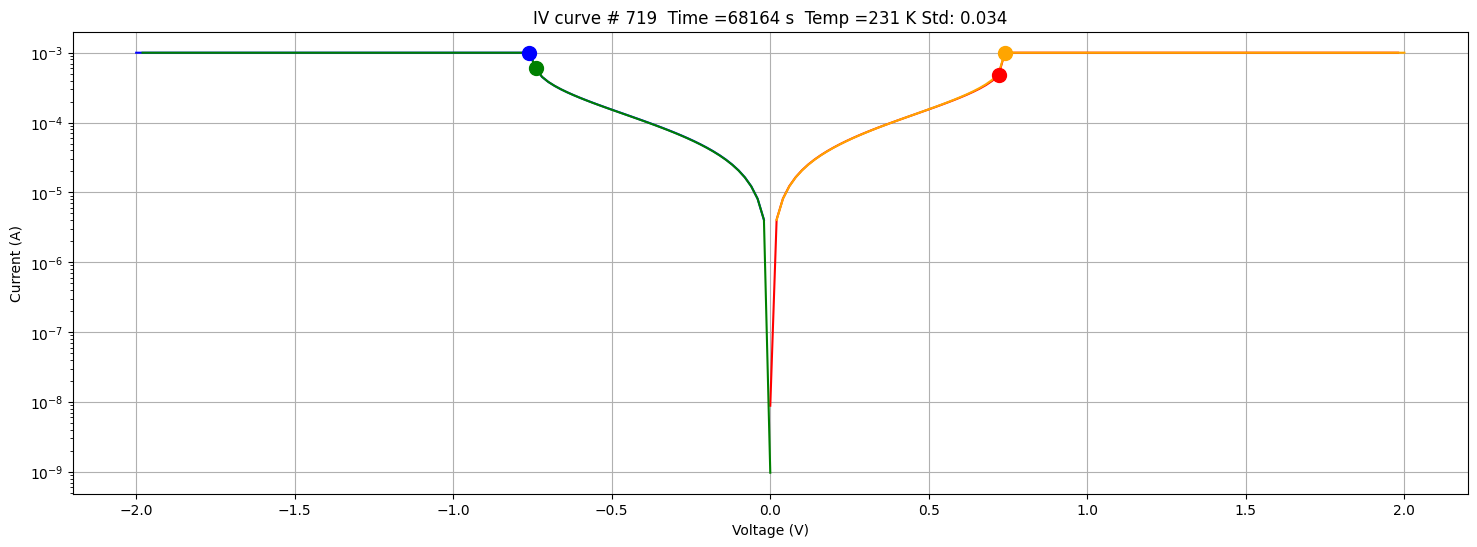 IV curve # 719  Time =68164 s  Temp =231 K Std: 0.034
Current (A)
10⁻³
10⁻⁴
10⁻⁵
10⁻⁶
10⁻⁷
10⁻⁸
10⁻⁹
−2.0 −1.5 −1.0 −0.5 0.0 0.5 1.0 1.5 2.0
Voltage (V)